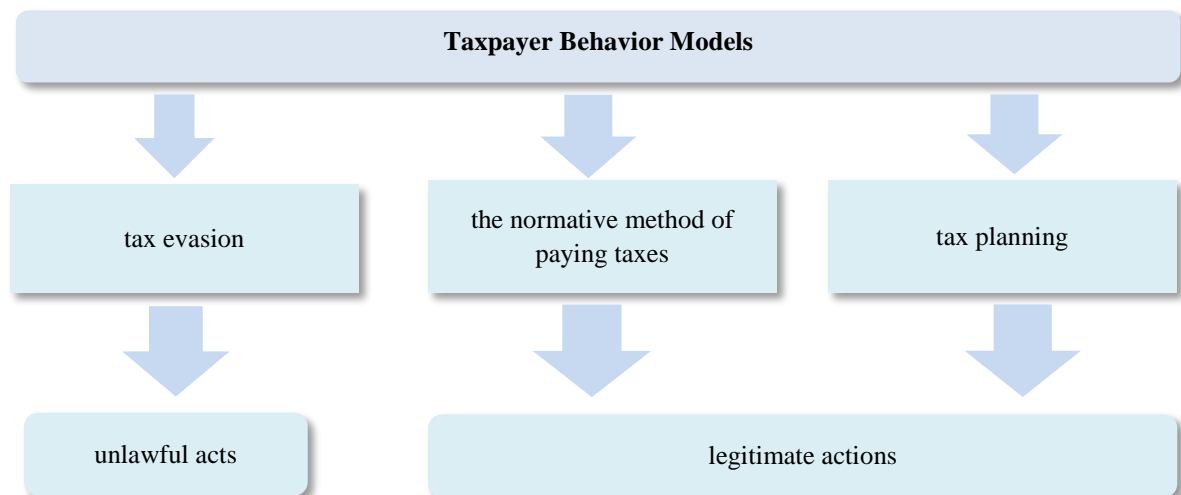 Taxpayer Behavior Models
tax evasion
the normative method of
paying taxes
tax planning
unlawful acts
legitimate actions